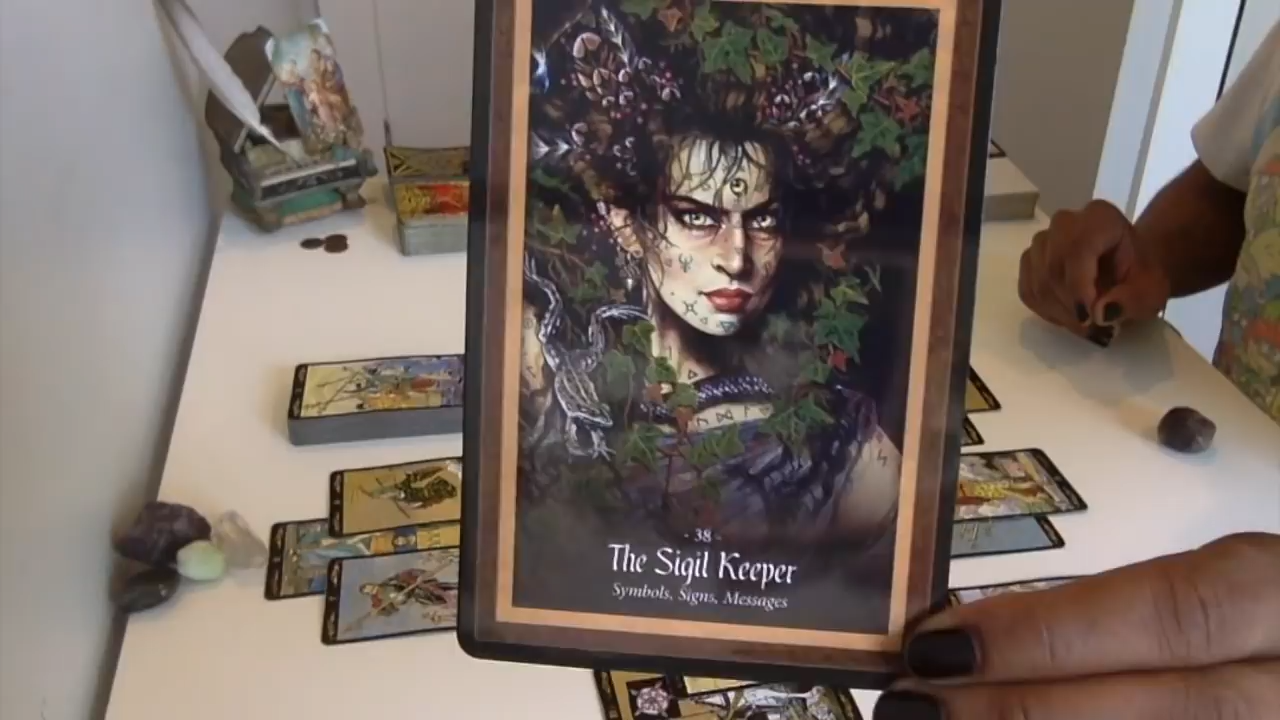 - 38 -
The Sigil Keeper
Symbols, Signs, Messages